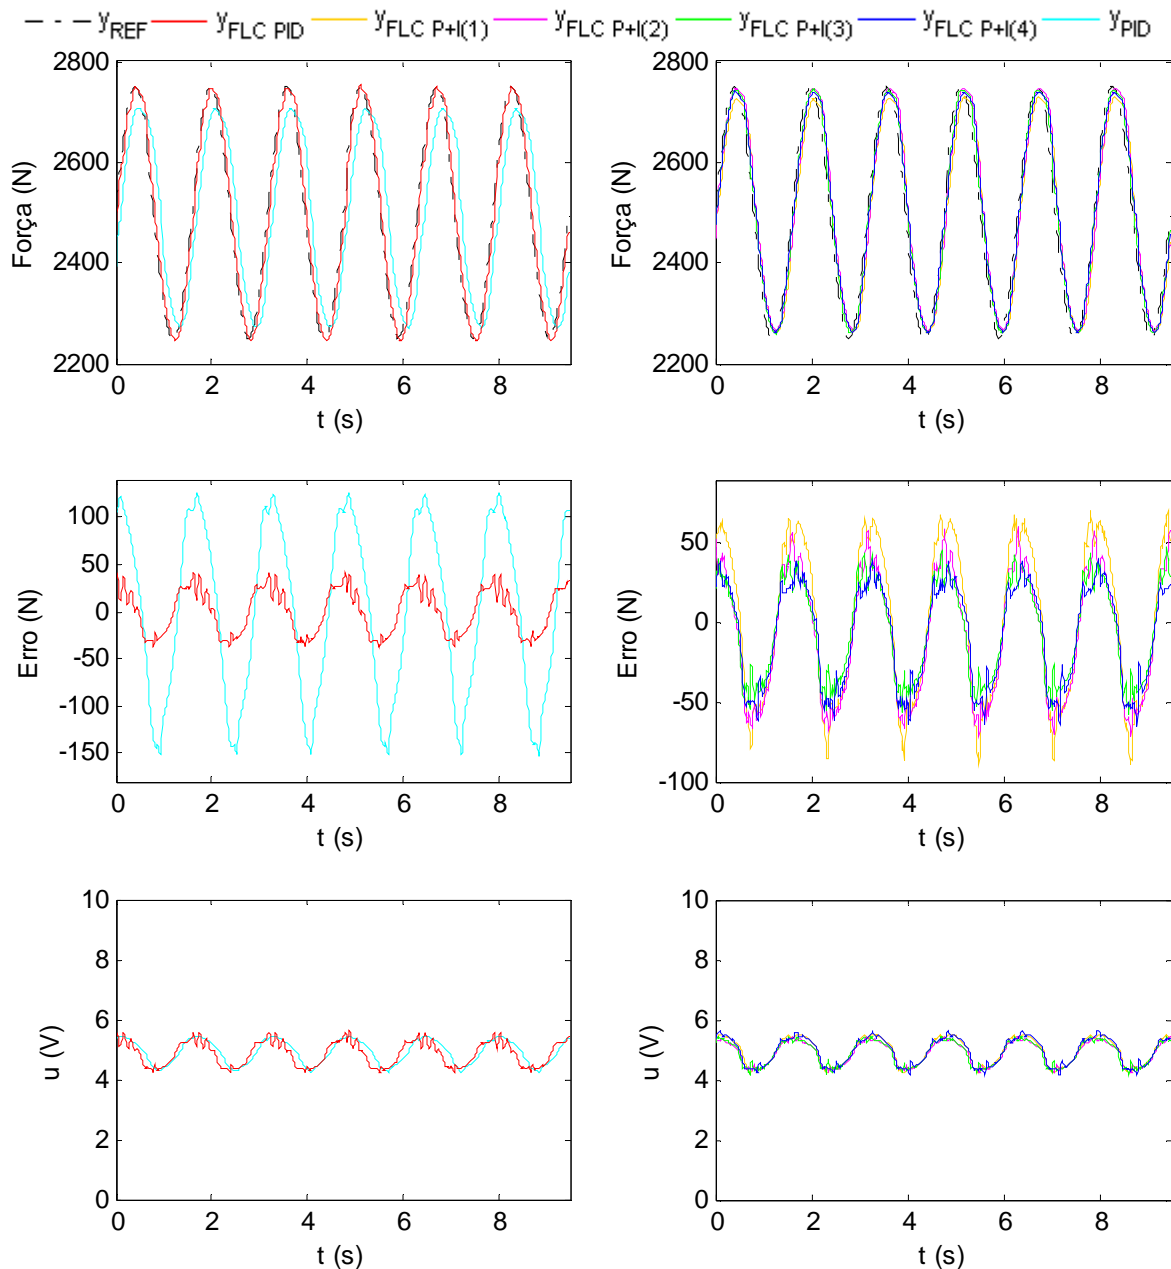 y_REF y_FLC PID y_FLC P+I(1) y_FLC P+I(2) y_FLC P+I(3) y_FLC P+I(4) y_PID
2800
2600
2400
2200
Força (N)
0 2 4 6 8
t (s)
2800
2600
2400
2200
Força (N)
0 2 4 6 8
t (s)
100
50
0
-50
-100
-150
Erro (N)
0 2 4 6 8
t (s)
50
0
-50
-100
Erro (N)
0 2 4 6 8
t (s)
10
8
6
4
2
0
u (V)
0 2 4 6 8
t (s)
10
8
6
4
2
0
u (V)
0 2 4 6 8
t (s)